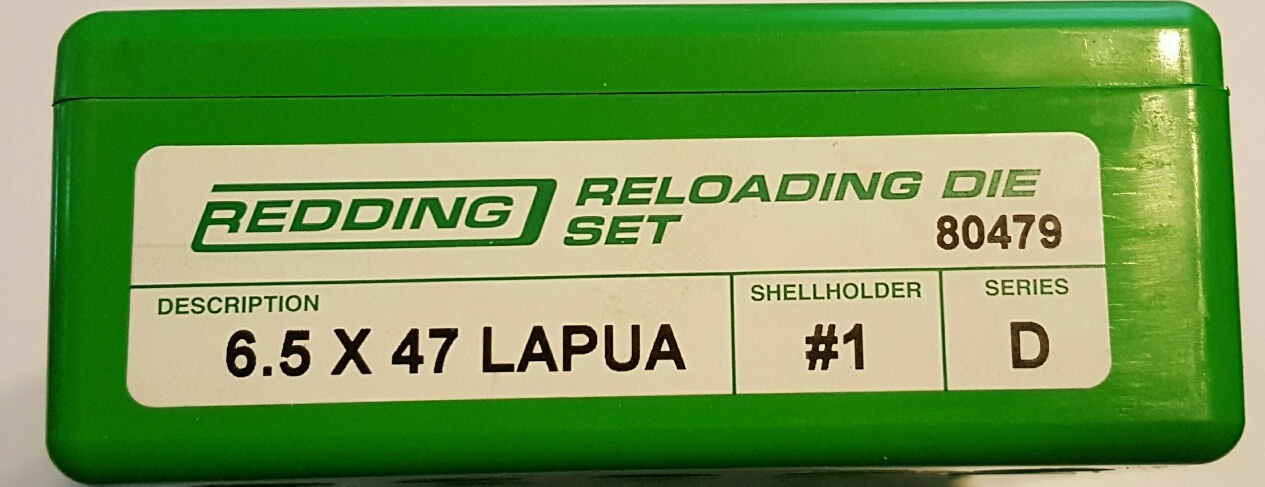 REDDING RELOADING DIE
SET
80479
DESCRIPTION
6.5 X 47 LAPUA
SHELLHOLDER
#1
SERIES
D